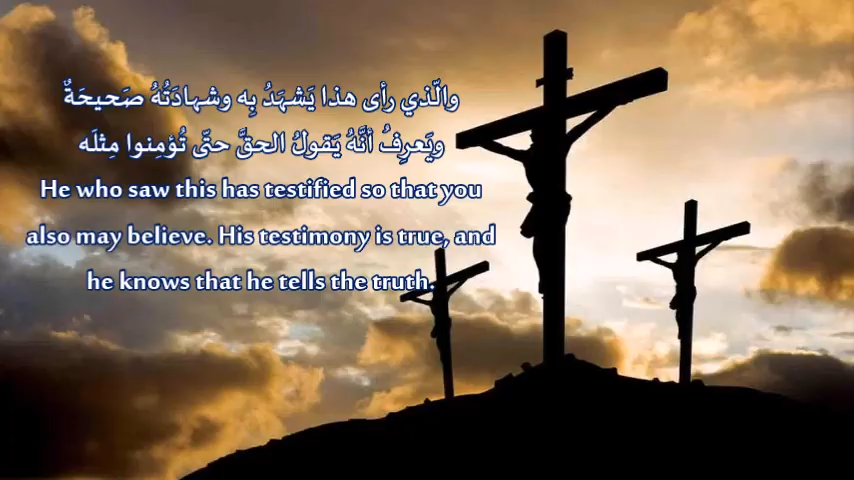 والّذي رأى هذا يَشهَدُ بِه وشهادَتُهُ صَحيحَةٌ
ويَعرِفُ أنَّهُ يَقولُ الحقَّ حتّى تُؤمِنوا مِثلَه
He who saw this has testified so that you
also may believe. His testimony is true, and
he knows that he tells the truth.